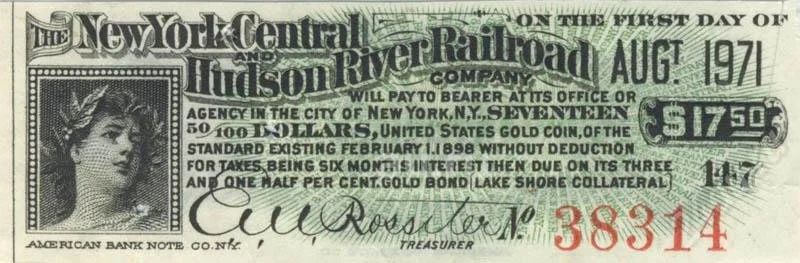 THE New York Central ON THE FIRST DAY OF
AND
Hudson River Railroad AUGT. 1971
COMPANY
WILL PAY TO BEARER AT ITS OFFICE OR
AGENCY IN THE CITY OF NEW YORK, N.Y., SEVENTEEN
50/100 DOLLARS, UNITED STATES GOLD COIN, OF THE $17 50
STANDARD EXISTING FEBRUARY 1, 1898 WITHOUT DEDUCTION
FOR TAXES, BEING SIX MONTHS INTEREST THEN DUE ON ITS THREE
AND ONE HALF PER CENT. GOLD BOND (LAKE SHORE COLLATERAL) 147
Rossiter No. 38314
AMERICAN BANK NOTE CO. N.Y. TREASURER